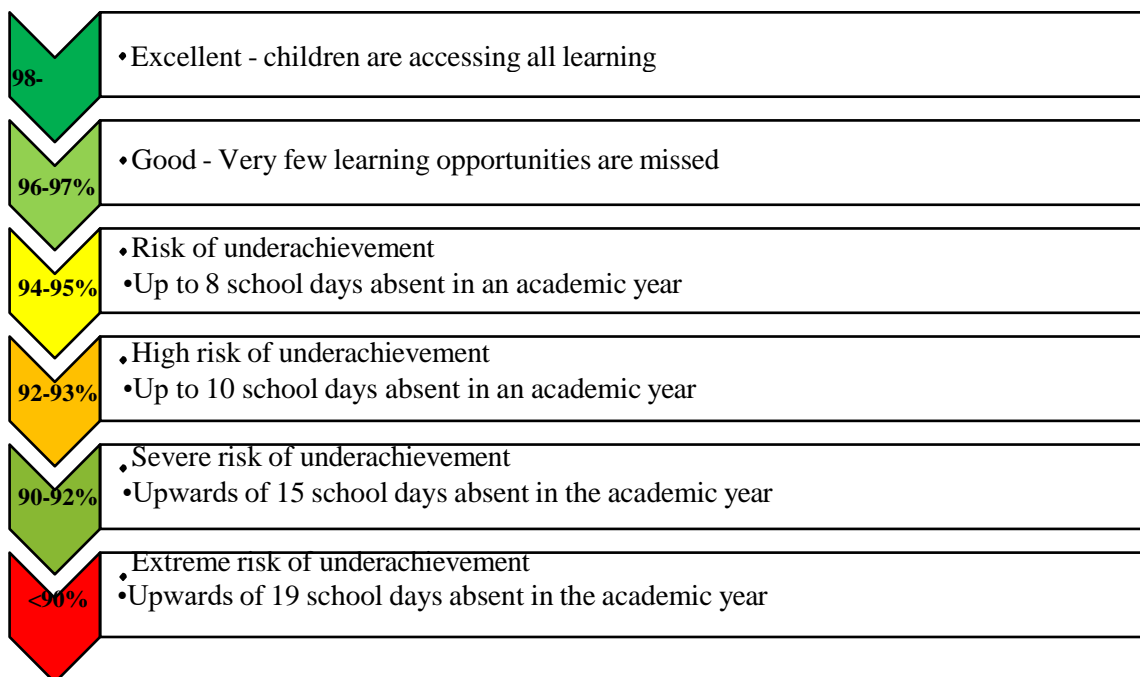 98-
• Excellent - children are accessing all learning
96-97%
• Good - Very few learning opportunities are missed
94-95%
• Risk of underachievement
• Up to 8 school days absent in an academic year
92-93%
• High risk of underachievement
• Up to 10 school days absent in an academic year
90-92%
• Severe risk of underachievement
• Upwards of 15 school days absent in the academic year
<90%
• Extreme risk of underachievement
• Upwards of 19 school days absent in the academic year